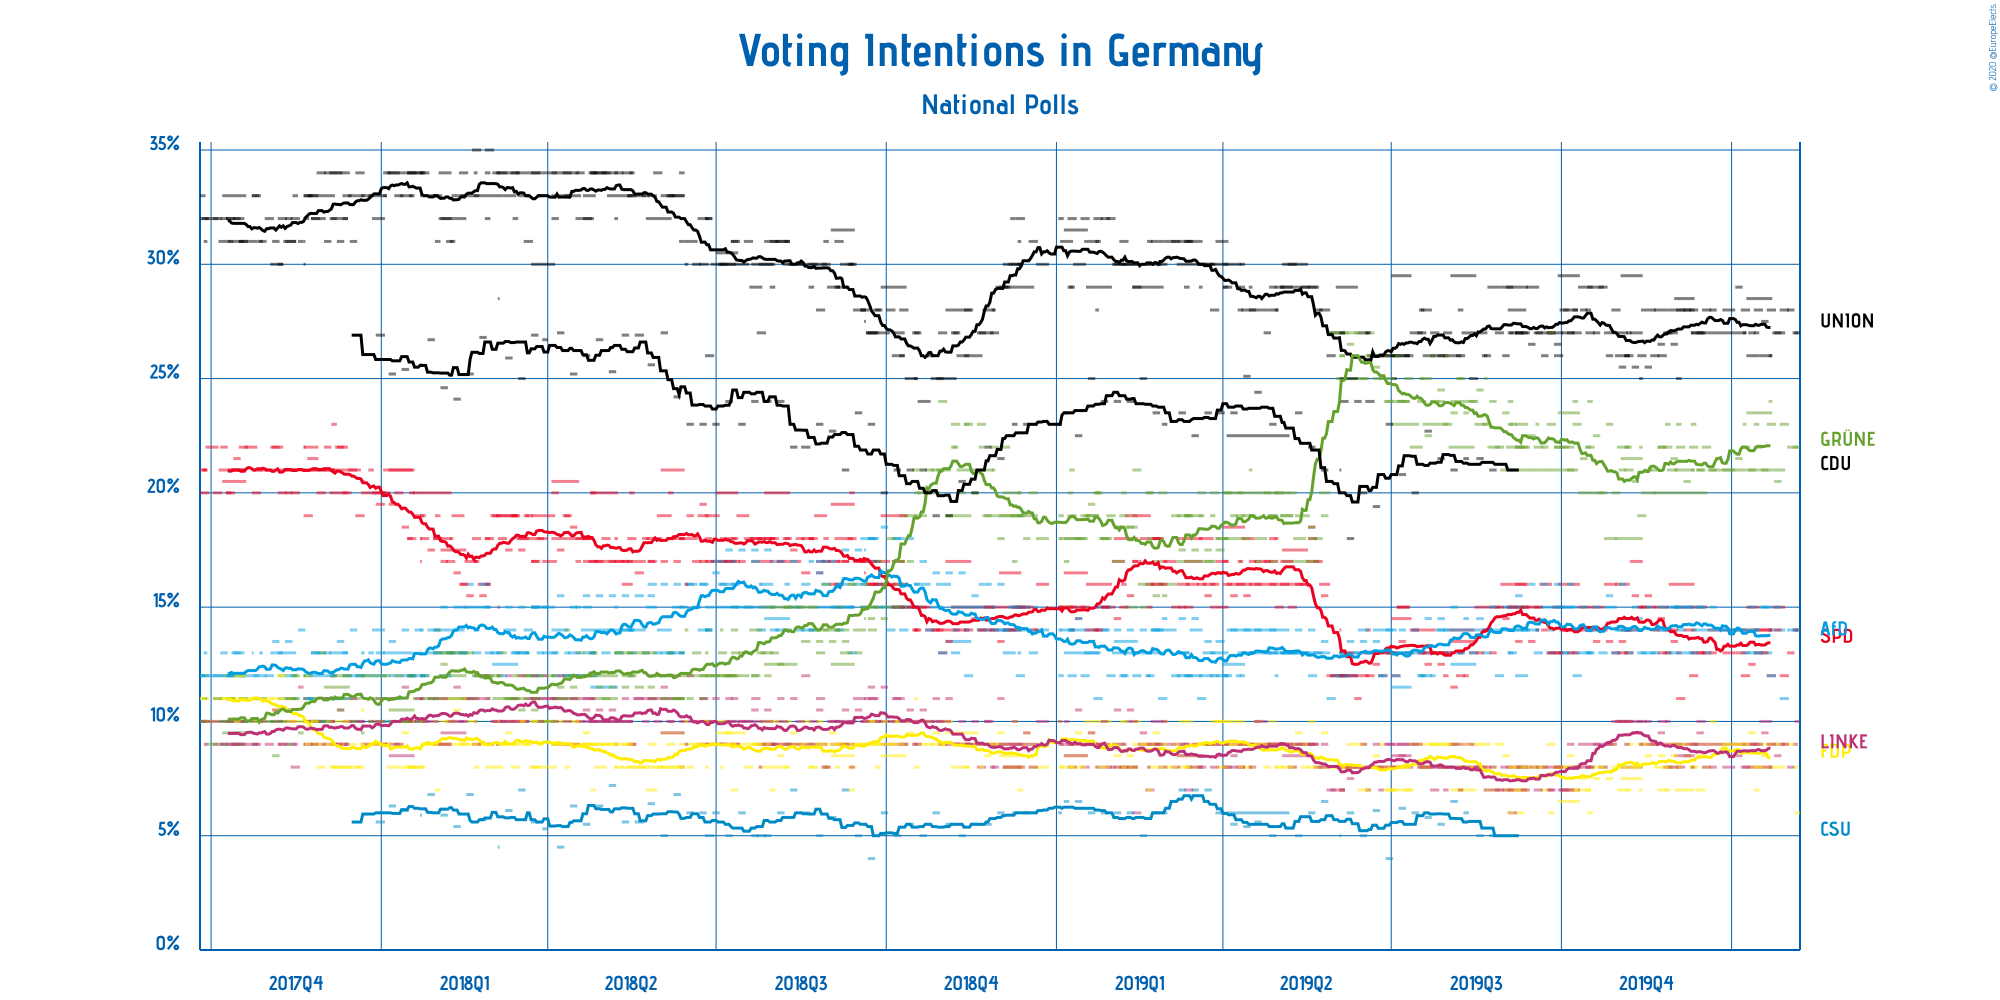 Voting Intentions in Germany
National Polls
© 2020 @EuropeElects
35%
30%
25%
20%
15%
10%
5%
0%
UNION
GRÜNE
CDU
AfD
SPD
LINKE
FDP
CSU
2017Q4
2018Q1
2018Q2
2018Q3
2018Q4
2019Q1
2019Q2
2019Q3
2019Q4